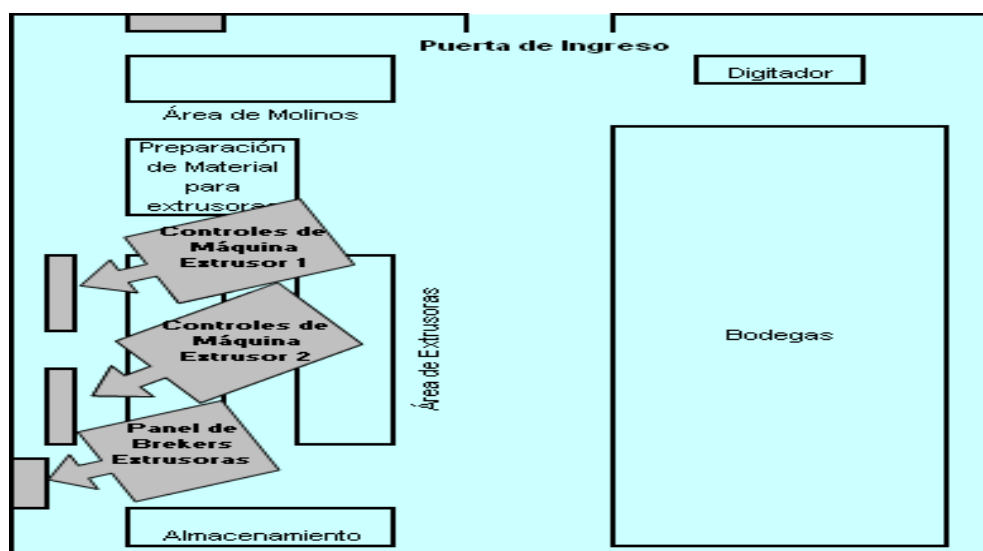 Puerta de Ingreso
Digitador
Área de Molinos
Preparación
de Material
para
extrusoras
Controles de
Máquina
Extrusor 1
Controles de
Máquina
Extrusor 2
Área de Extrusoras
Bodegas
Panel de
Brekers
Extrusoras
Almacenamiento